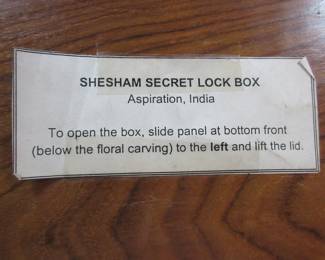 SHESHAM SECRET LOCK BOX
Aspiration, India
To open the box, slide panel at bottom front
(below the floral carving) to the left and lift the lid.